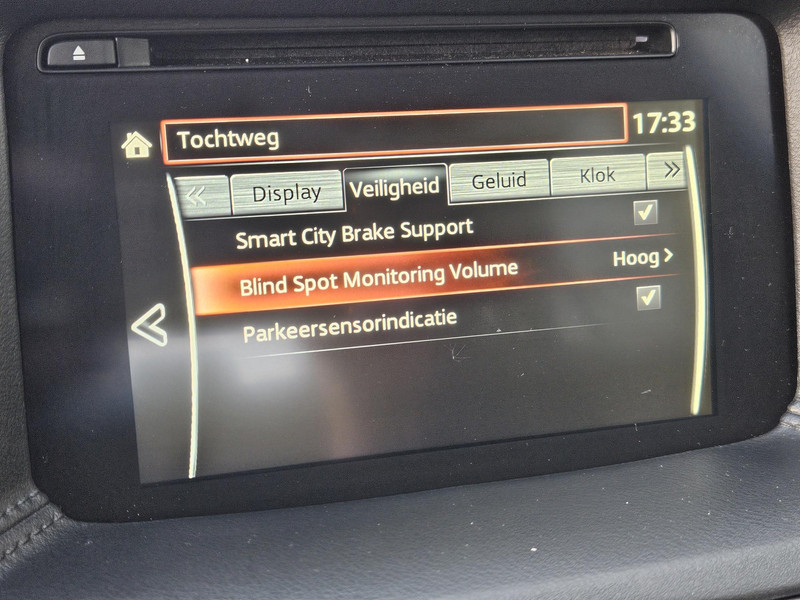 Tochtweg
17:33
Display
Veiligheid
Geluid
Klok
Smart City Brake Support
Blind Spot Monitoring Volume
Hoog
Parkeersensorindicatie